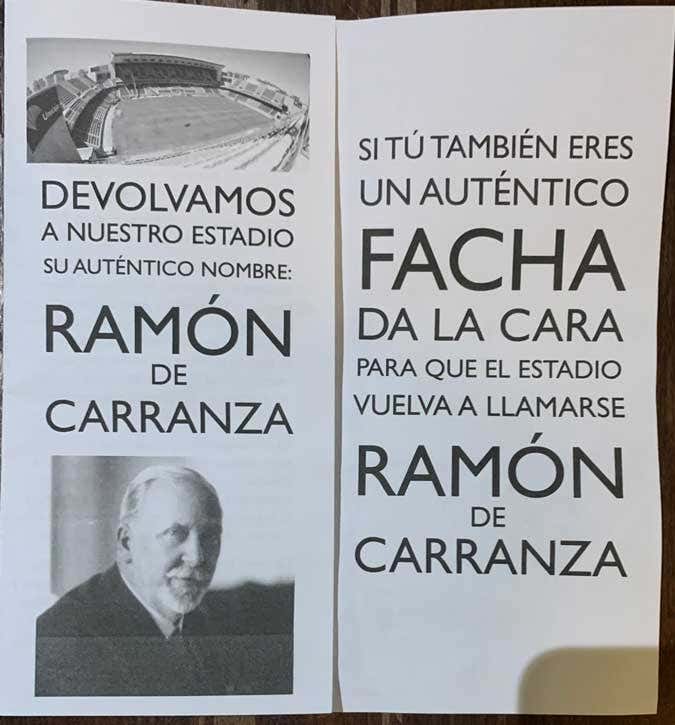 DEVOLVAMOS
A NUESTRO ESTADIO
SU AUTÉNTICO NOMBRE:
RAMÓN
DE
CARRANZA
SI TÚ TAMBIÉN ERES
UN AUTÉNTICO
FACHA
DA LA CARA
PARA QUE EL ESTADIO
VUELVA A LLAMARSE
RAMÓN
DE
CARRANZA